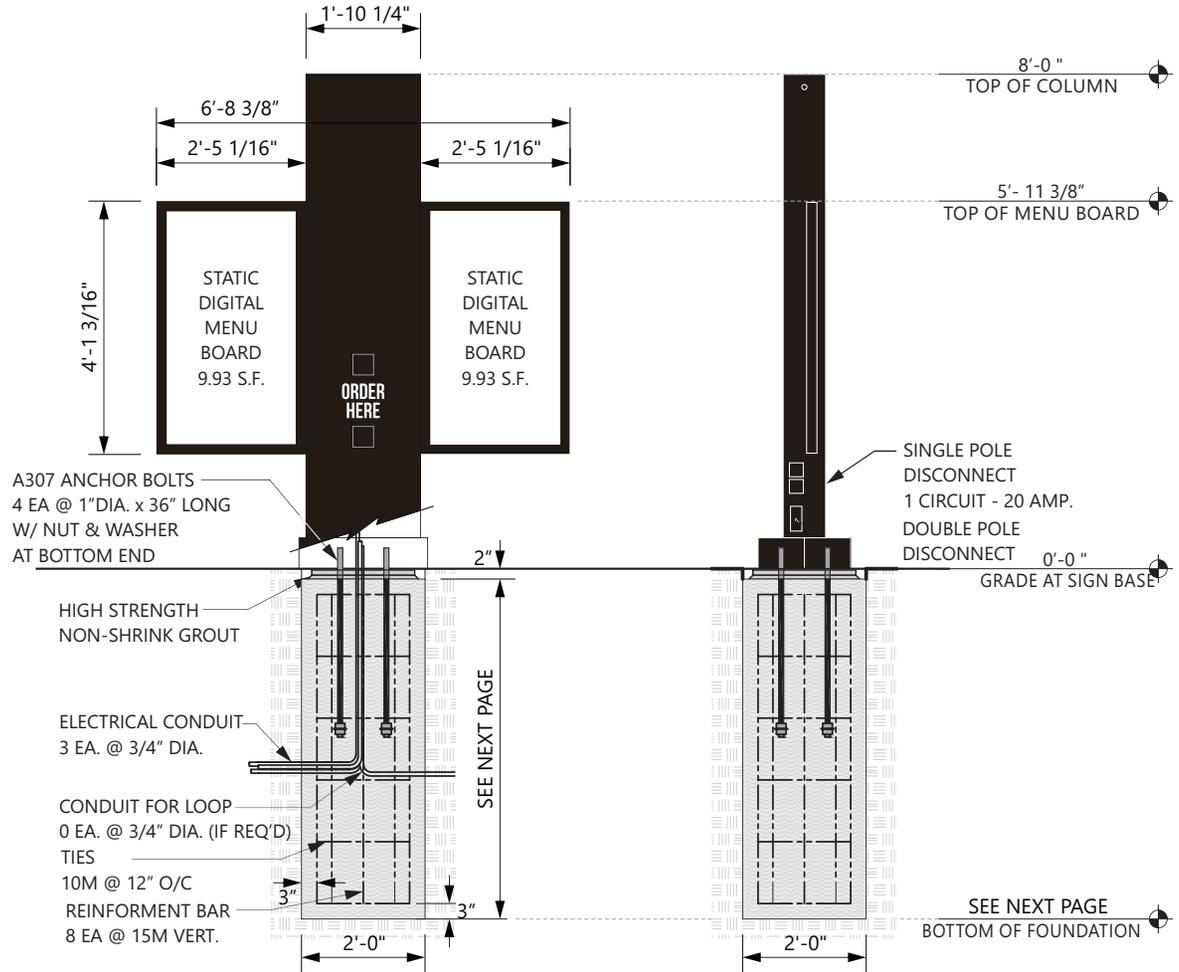 1'-10 1/4"
8'-0 "
TOP OF COLUMN
6'-8 3/8"
2'-5 1/16"
2'-5 1/16"
5'- 11 3/8"
TOP OF MENU BOARD
4'-1 3/16"
STATIC
DIGITAL
MENU
BOARD
9.93 S.F.
ORDER
HERE
STATIC
DIGITAL
MENU
BOARD
9.93 S.F.
A307 ANCHOR BOLTS
4 EA @ 1"DIA. x 36" LONG
W/ NUT & WASHER
AT BOTTOM END
SINGLE POLE
DISCONNECT
1 CIRCUIT - 20 AMP.
DOUBLE POLE
DISCONNECT
2"
0'-0 "
GRADE AT SIGN BASE
HIGH STRENGTH
NON-SHRINK GROUT
ELECTRICAL CONDUIT
3 EA. @ 3/4" DIA.
SEE NEXT PAGE
CONDUIT FOR LOOP
0 EA. @ 3/4" DIA. (IF REQ'D)
TIES
10M @ 12" O/C
3"
REINFORMENT BAR
8 EA @ 15M VERT.
3"
SEE NEXT PAGE
BOTTOM OF FOUNDATION
2'-0"
2'-0"